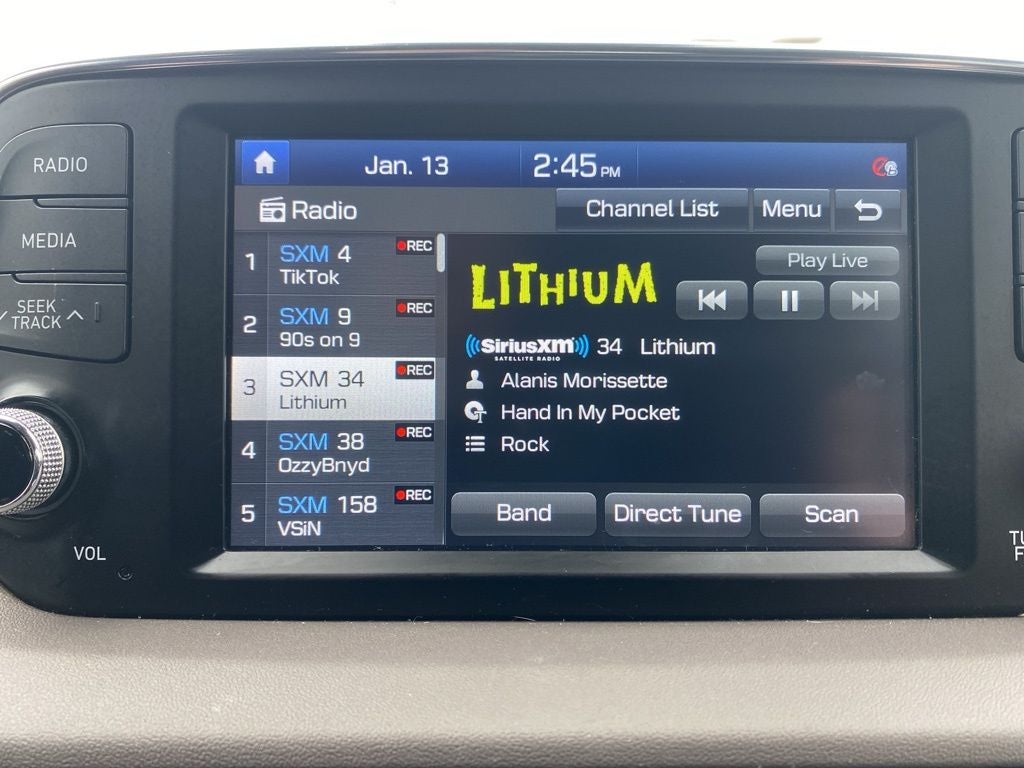 RADIO
MEDIA
SEEK
TRACK
VOL
Jan. 13
2:45 PM
Radio
Channel List
Menu
1 SXM 4 REC
TikTok
2 SXM 9 REC
90s on 9
3 SXM 34 REC
Lithium
4 SXM 38 REC
OzzyBnyd
5 SXM 158 REC
VSiN
LITHIUM
Play Live
SiriusXM 34 Lithium
SATELLITE RADIO
Alanis Morissette
Hand In My Pocket
Rock
Band
Direct Tune
Scan